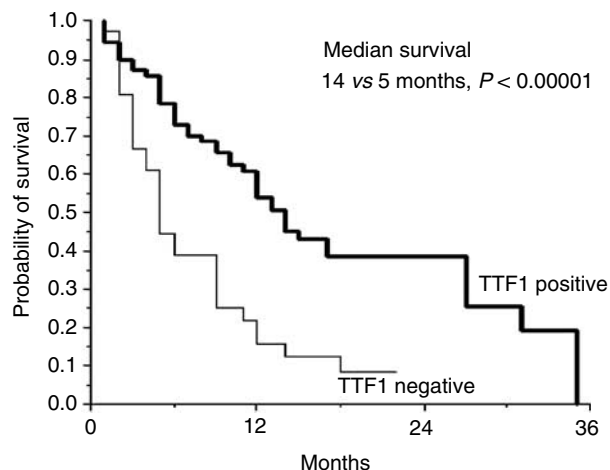 1.0
0.9
0.8
0.7
0.6
0.5
0.4
0.3
0.2
0.1
0.0
Probability of survival
Median survival
14 vs 5 months, P < 0.00001
TTF1 positive
TTF1 negative
0
12
24
36
Months